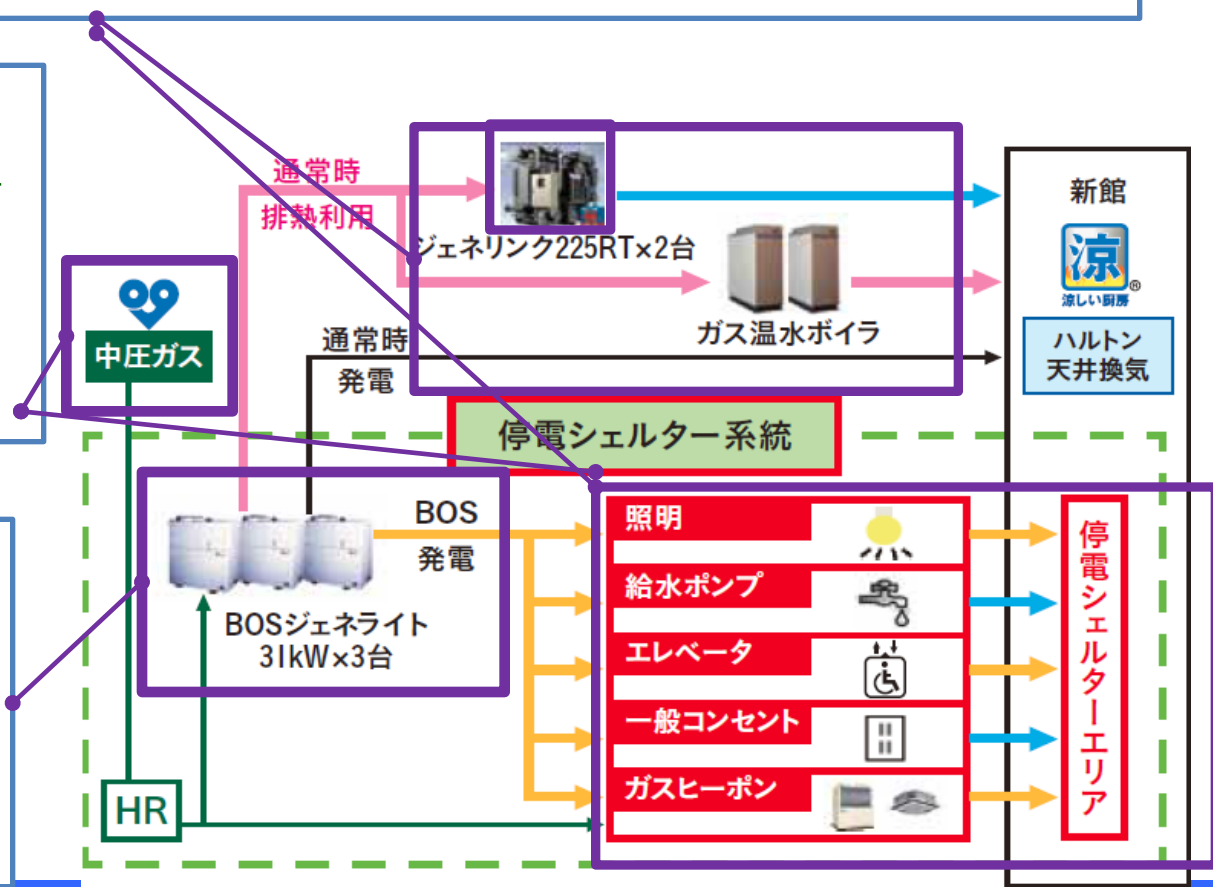 通常時
排熱利用
ジェネリンク225RT×2台
ガス温水ボイラ
新館
涼
®
涼しい厨房
ハルトン
天井換気
中圧ガス
通常時
発電
停電シェルター系統
BOS
発電
BOSジェネライト
31kW×3台
照明
給水ポンプ
エレベータ
一般コンセント
ガスヒーポン
停電シェルターエリア
HR